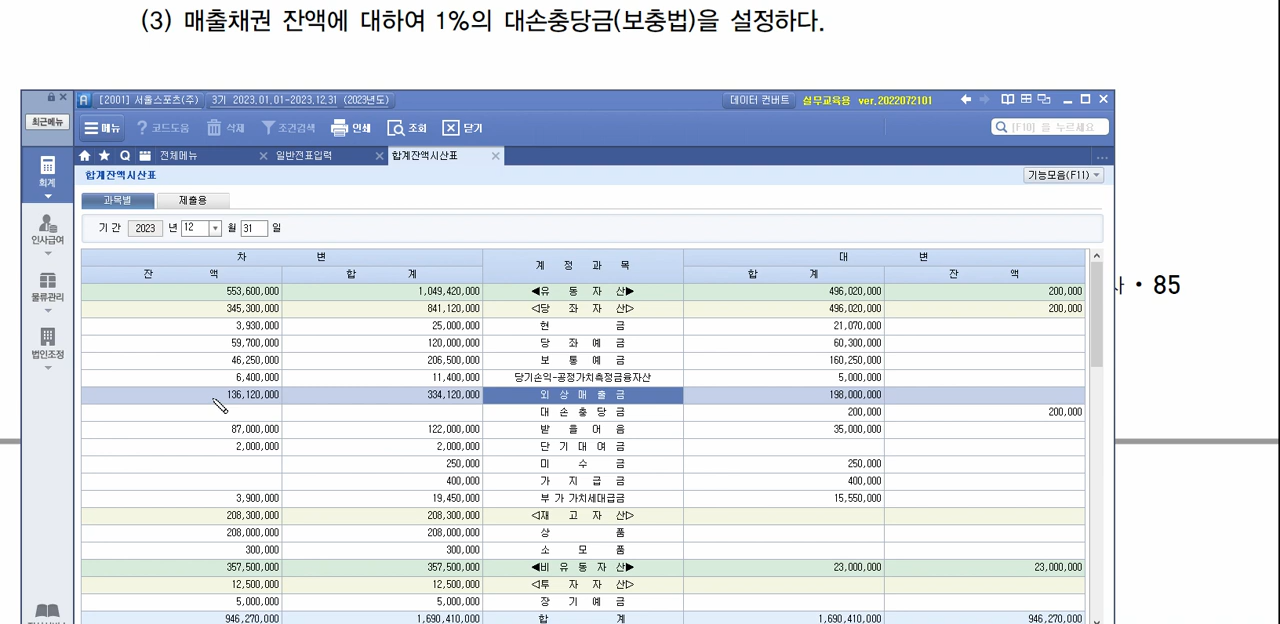 (3) 매출채권 잔액에 대하여 1%의 대손충당금(보충법)을 설정하다.
[2001] 서울스포츠(주) 3기 2023.01.01-2023.12.31 (2023년도) 데이터 컨버트 실무교육용 ver.2022072101
최근메뉴 메뉴 코드도움 삭제 조건검색 인쇄 조회 닫기 [F10] 을 누르세요
전체메뉴 일반전표입력 합계잔액시산표
합계잔액시산표 기능모음(F11)
회계
과목별 제출용
기 간 2023 년 12 월 31 일
인사급여
물류관리
법인조정
차 변 계 정 과 목 대 변
잔 액 합 계 합 계 잔 액
553,600,000 1,049,420,000 ◀유 동 자 산▶ 496,020,000 200,000
345,300,000 841,120,000 ◁당 좌 자 산▷ 496,020,000 200,000
3,930,000 25,000,000 현 금 21,070,000
59,700,000 120,000,000 당 좌 예 금 60,300,000
46,250,000 206,500,000 보 통 예 금 160,250,000
6,400,000 11,400,000 당기손익-공정가치측정금융자산 5,000,000
136,120,000 334,120,000 외 상 매 출 금 198,000,000
대 손 충 당 금 200,000 200,000
87,000,000 122,000,000 받 을 어 음 35,000,000
2,000,000 2,000,000 단 기 대 여 금
250,000 미 수 금 250,000
400,000 가 지 급 금 400,000
3,900,000 19,450,000 부 가 가치세대급금 15,550,000
208,300,000 208,300,000 ◁재 고 자 산▷
208,000,000 208,000,000 상 품
300,000 300,000 소 모 품
357,500,000 357,500,000 ◀비 유 동 자 산▶ 23,000,000 23,000,000
12,500,000 12,500,000 ◁투 자 자 산▷
5,000,000 5,000,000 장 기 예 금
946,270,000 1,690,410,000 합 계 1,690,410,000 946,270,000
• 85